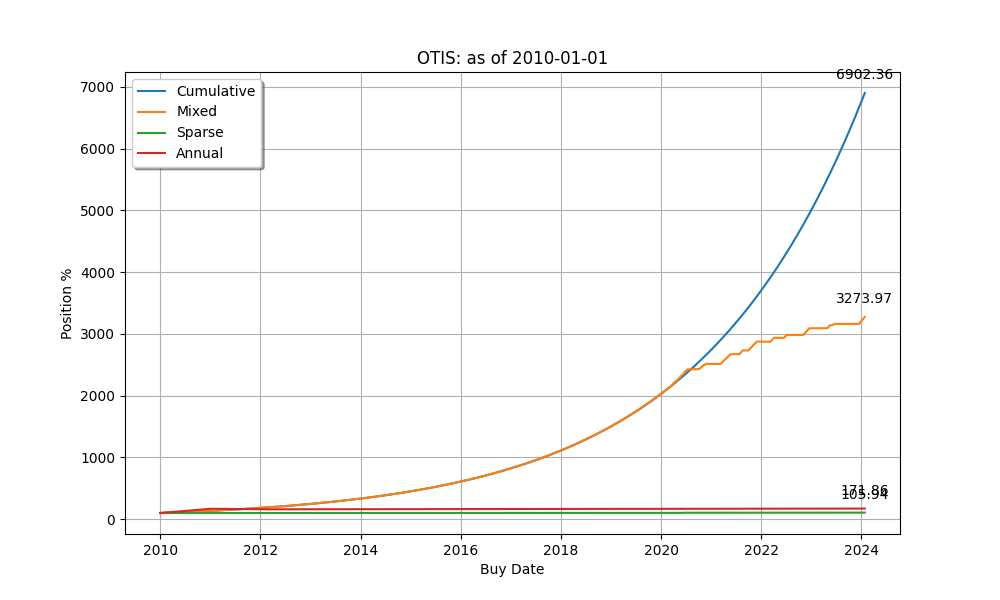 OTIS: as of 2010-01-01
Cumulative
Mixed
Sparse
Annual
6902.36
3273.97
171.86
105.94
7000
6000
5000
4000
3000
2000
1000
0
Position %
2010 2012 2014 2016 2018 2020 2022 2024
Buy Date